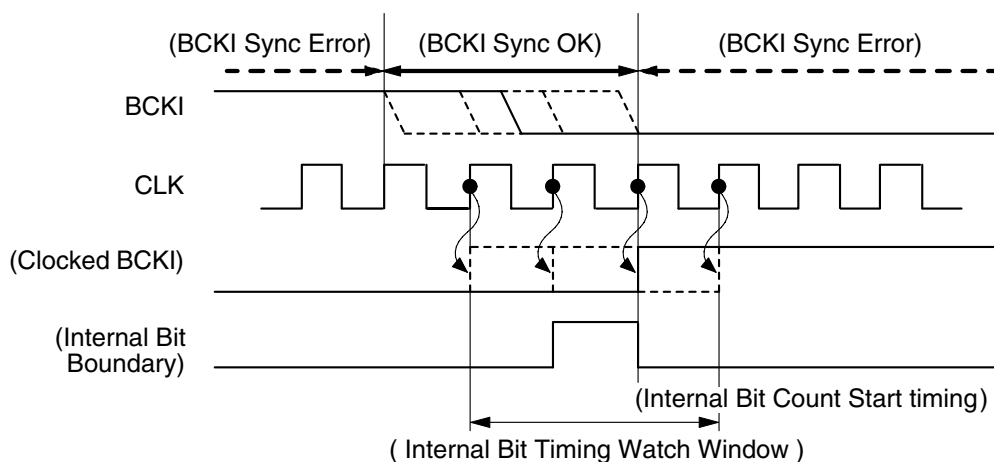 (BCKI Sync Error)
(BCKI Sync OK)
(BCKI Sync Error)
BCKI
CLK
(Clocked BCKI)
(Internal Bit
Boundary)
(Internal Bit Count Start timing)
( Internal Bit Timing Watch Window )